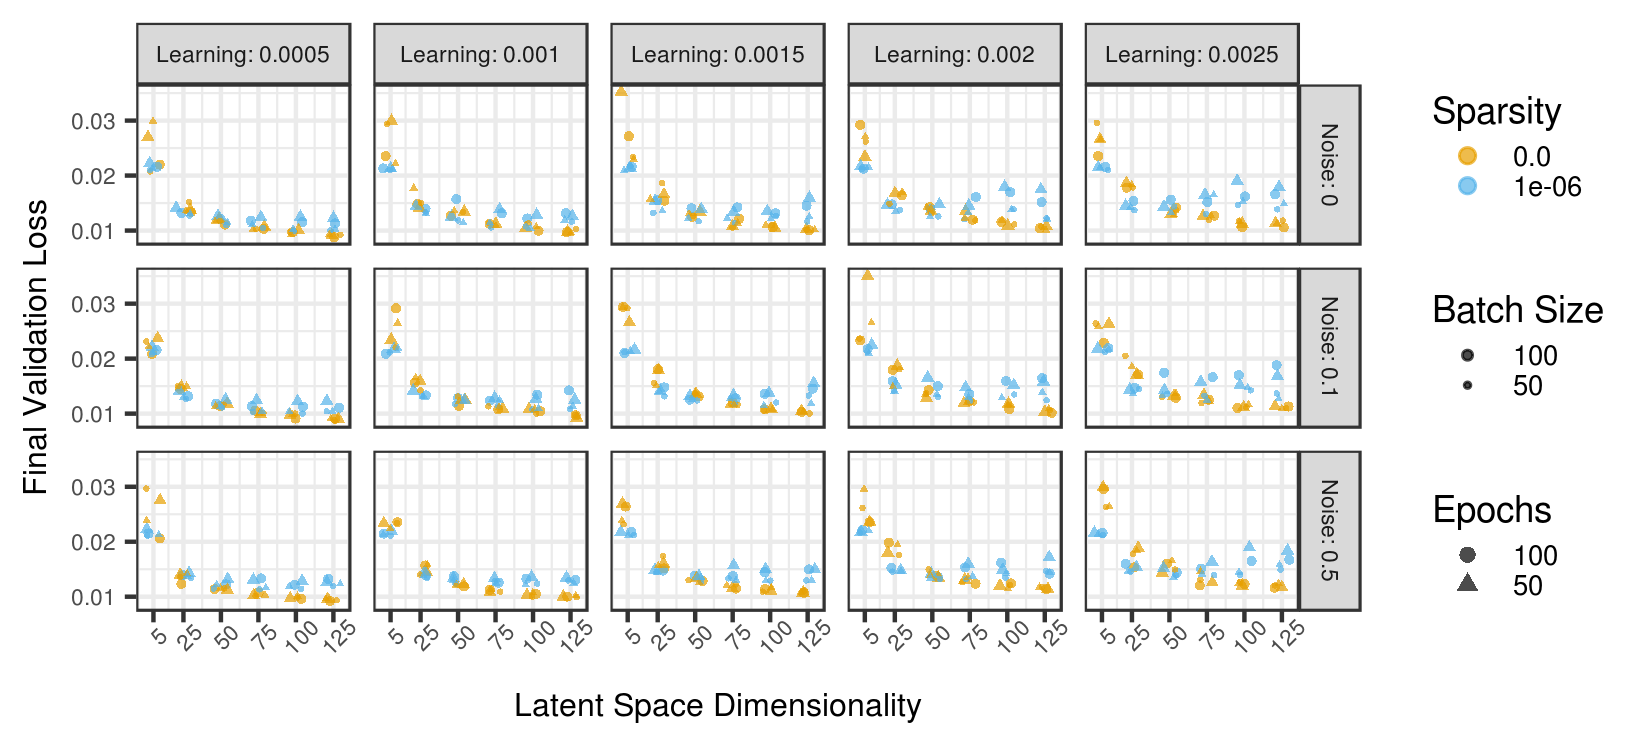 Learning: 0.0005 Learning: 0.001 Learning: 0.0015 Learning: 0.002 Learning: 0.0025
Final Validation Loss
0.03
0.02
0.01
Noise: 0
0.03
0.02
0.01
Noise: 0.1
0.03
0.02
0.01
Noise: 0.5
5 25 50 75 100 125 5 25 50 75 100 125 5 25 50 75 100 125 5 25 50 75 100 125 5 25 50 75 100 125
Latent Space Dimensionality
Sparsity
0.0
1e-06
Batch Size
100
50
Epochs
100
50